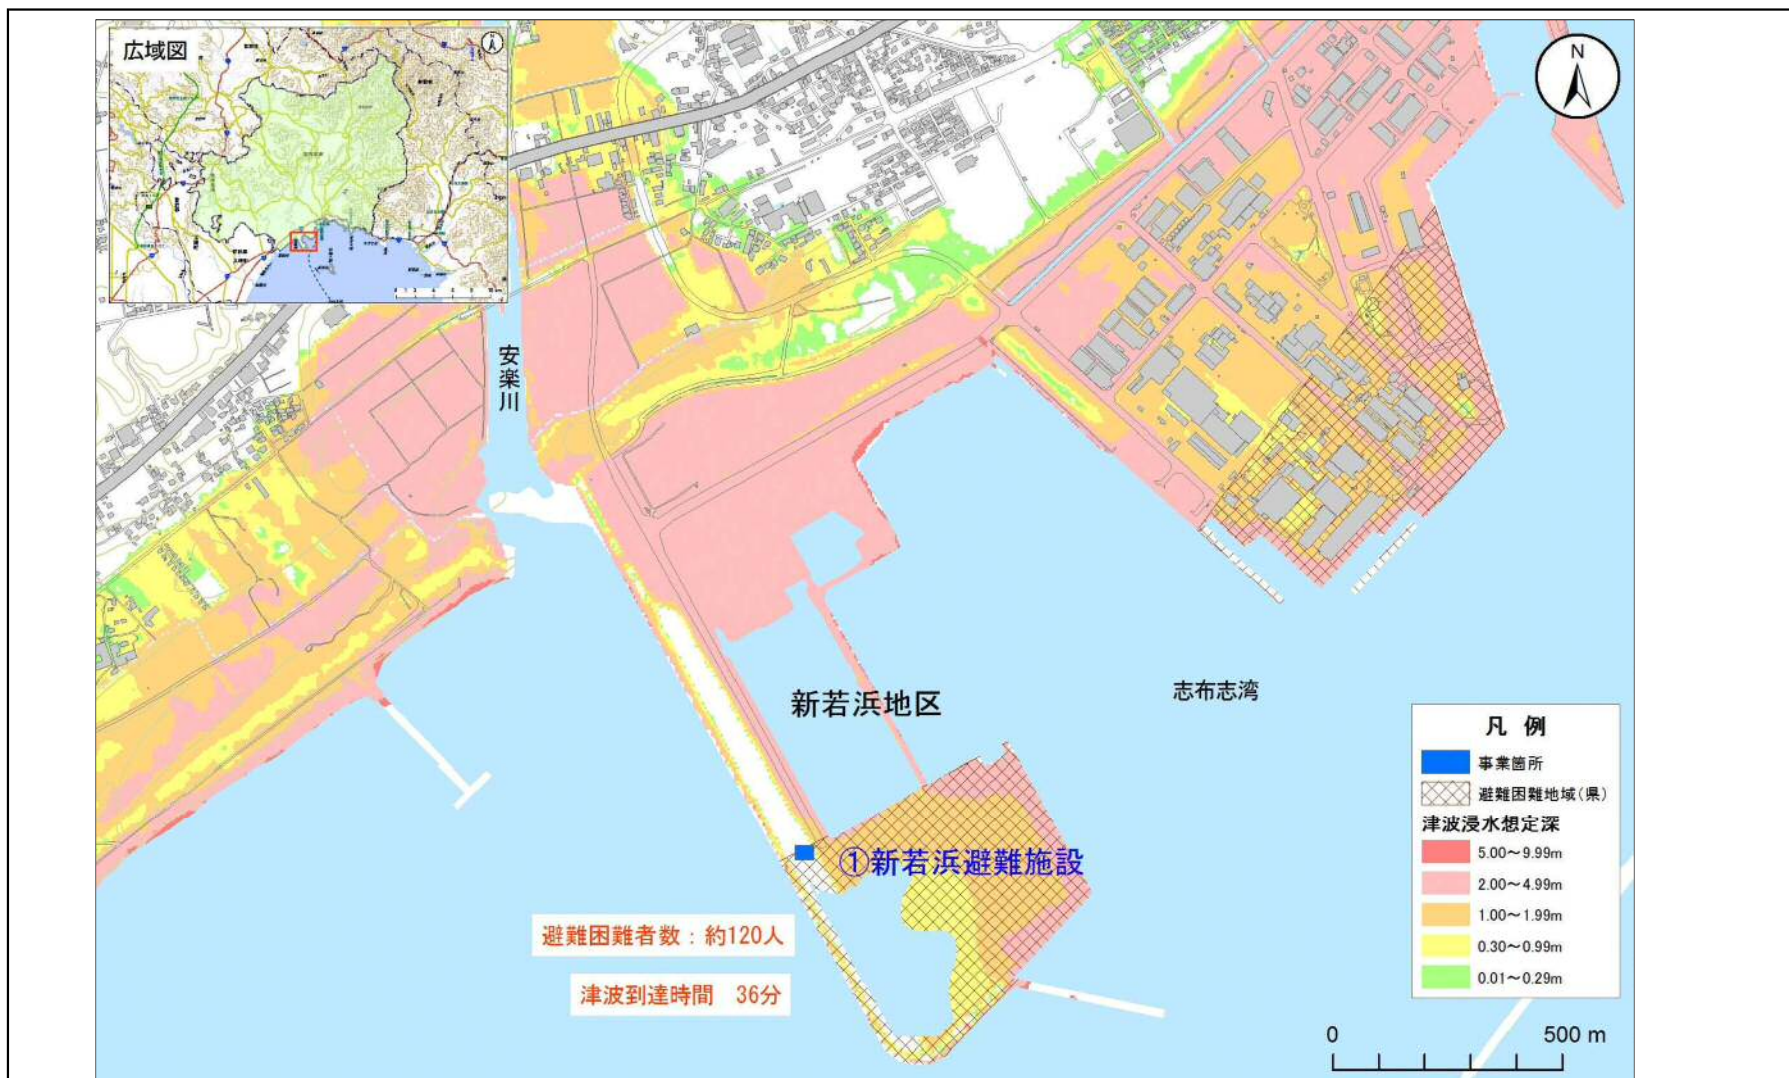 広域図
N
安楽川
新若浜地区
志布志湾
①新若浜避難施設
避難困難者数：約120人
津波到達時間　36分
凡 例
事業箇所
避難困難地域(県)
津波浸水想定深
5.00～9.99m
2.00～4.99m
1.00～1.99m
0.30～0.99m
0.01～0.29m
0 500 m